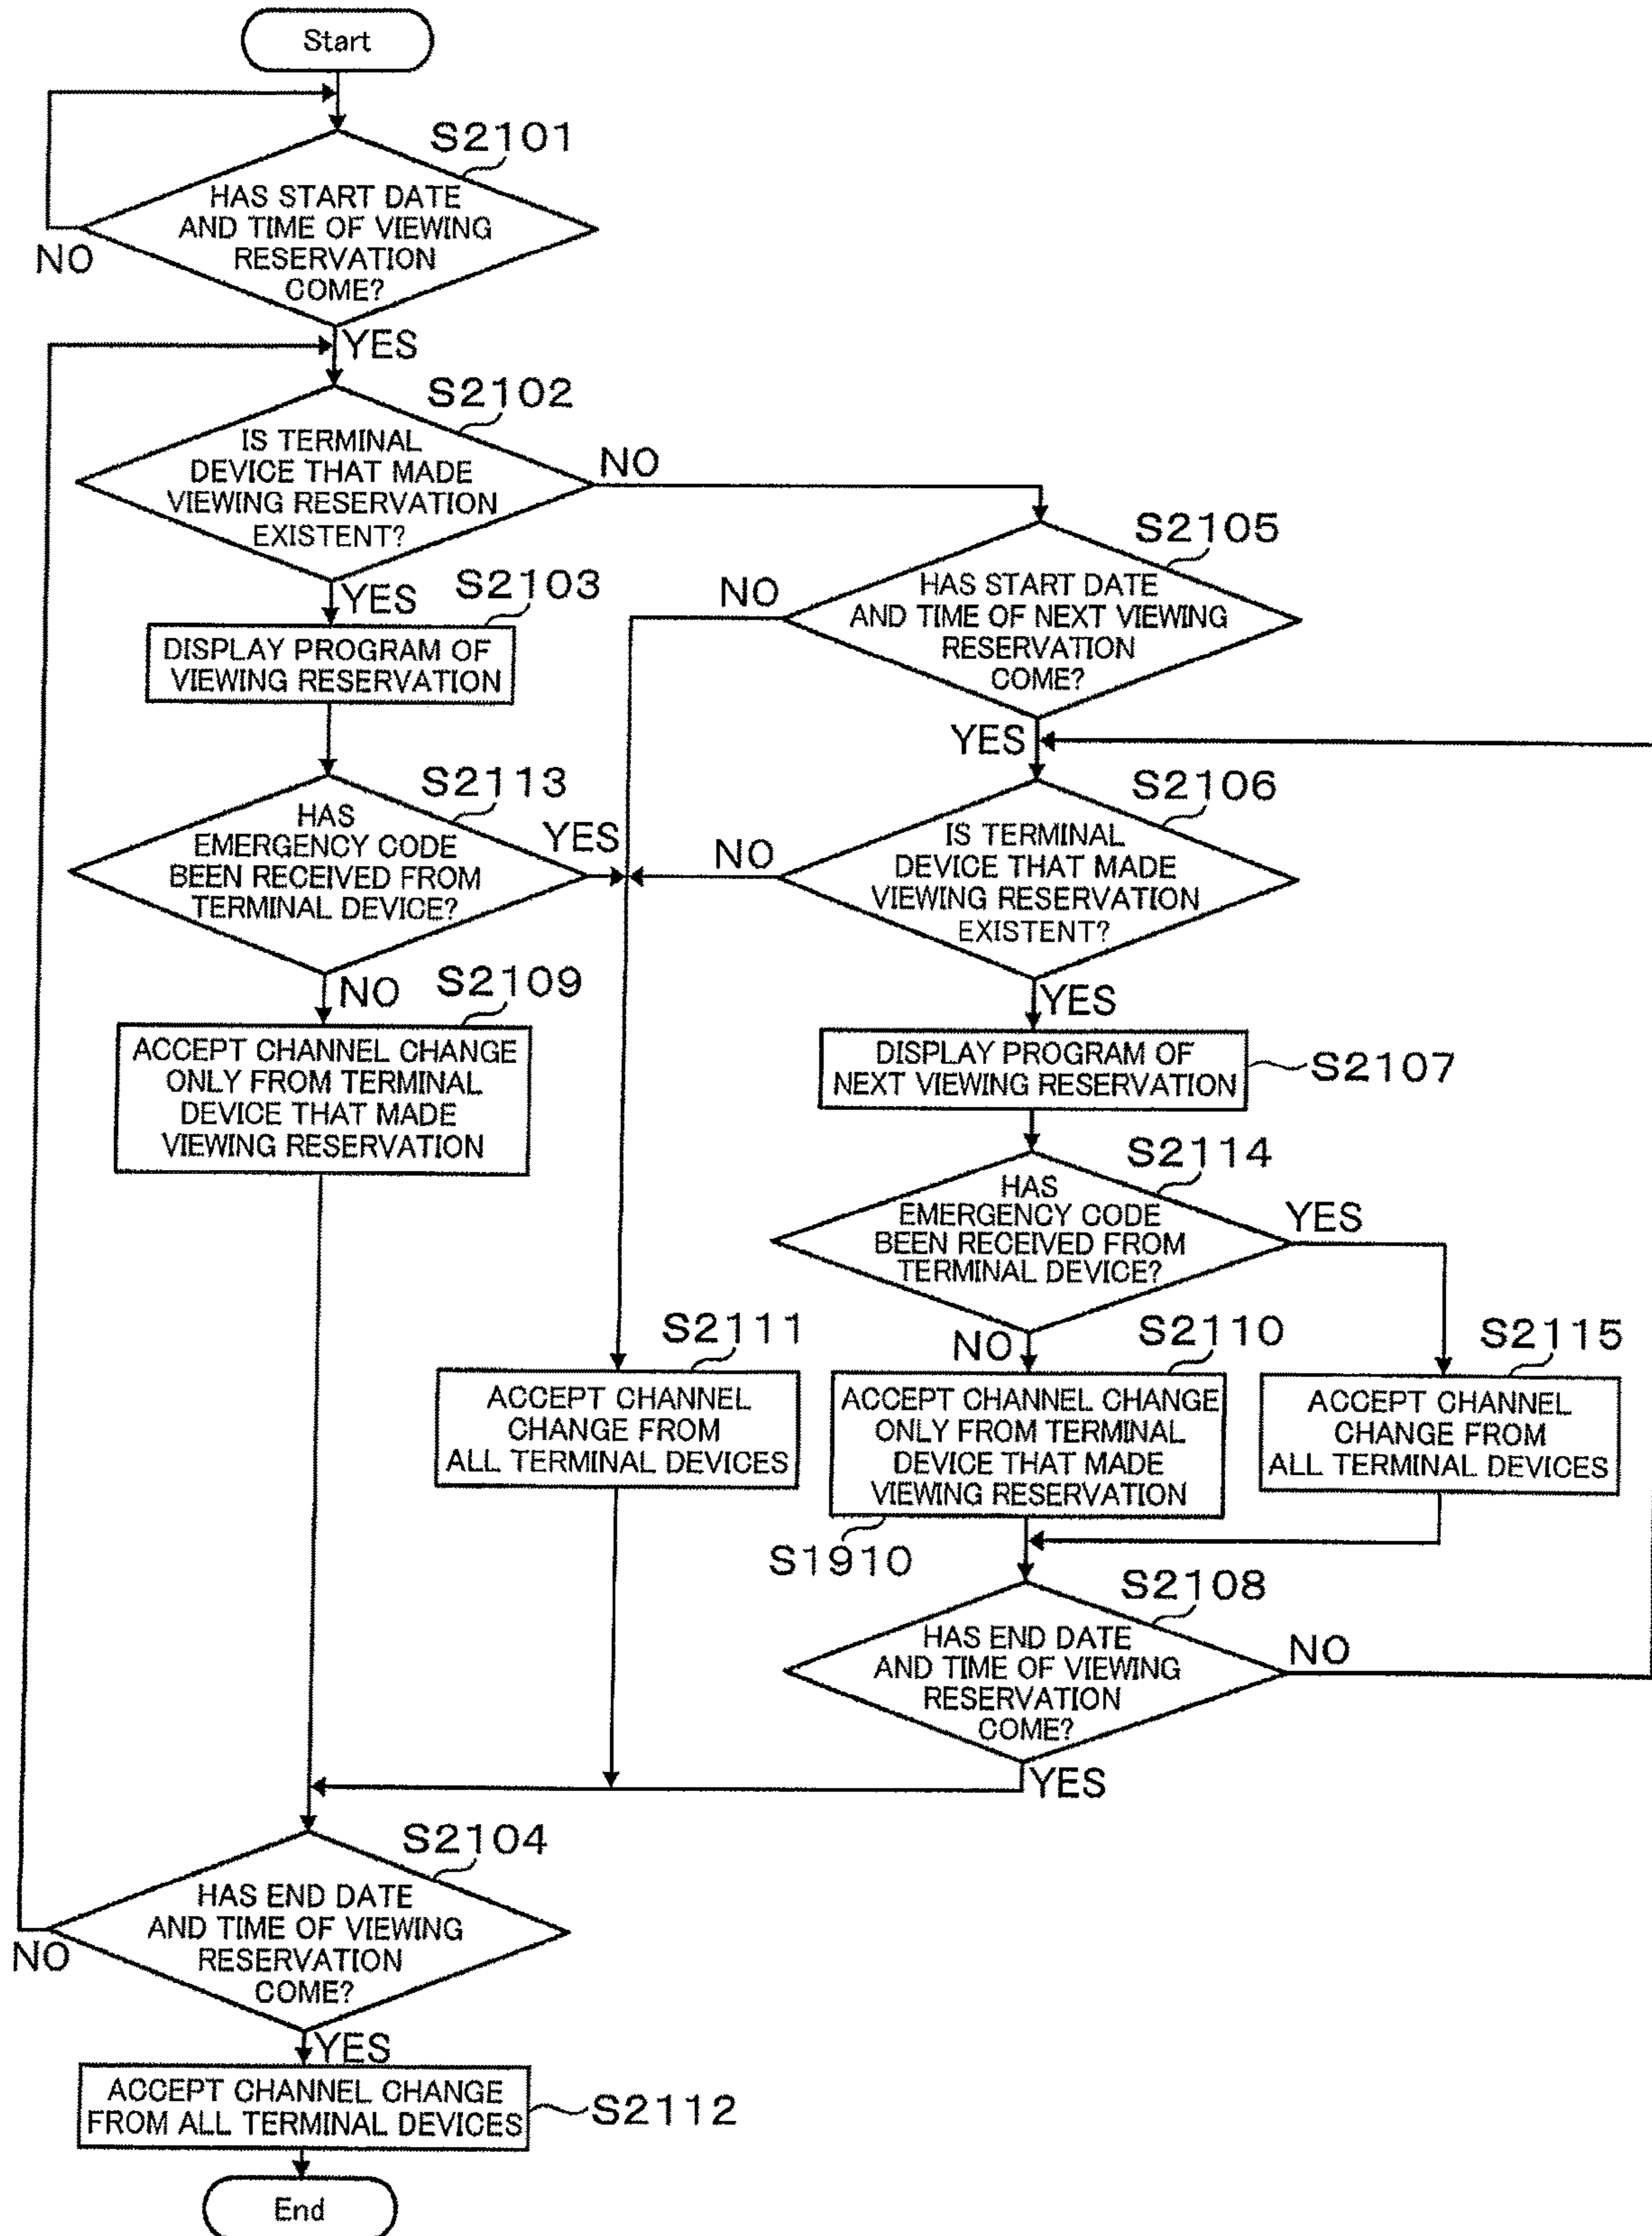 Start
S2101
HAS START DATE
AND TIME OF VIEWING
RESERVATION
COME?
NO
YES
S2102
IS TERMINAL
DEVICE THAT MADE
VIEWING RESERVATION
EXISTENT?
NO
YES
S2103
DISPLAY PROGRAM OF
VIEWING RESERVATION
S2113
HAS
EMERGENCY CODE
BEEN RECEIVED FROM
TERMINAL DEVICE?
YES
NO
S2109
ACCEPT CHANNEL CHANGE
ONLY FROM TERMINAL
DEVICE THAT MADE
VIEWING RESERVATION
S2105
HAS START DATE
AND TIME OF NEXT VIEWING
RESERVATION
COME?
NO
YES
S2106
IS TERMINAL
DEVICE THAT MADE
VIEWING RESERVATION
EXISTENT?
NO
YES
DISPLAY PROGRAM OF
NEXT VIEWING RESERVATION
S2107
S2114
HAS
EMERGENCY CODE
BEEN RECEIVED FROM
TERMINAL DEVICE?
YES
NO
S2111
ACCEPT CHANNEL
CHANGE FROM
ALL TERMINAL DEVICES
S2110
ACCEPT CHANNEL CHANGE
ONLY FROM TERMINAL
DEVICE THAT MADE
VIEWING RESERVATION
S1910
S2115
ACCEPT CHANNEL
CHANGE FROM
ALL TERMINAL DEVICES
S2108
HAS END DATE
AND TIME OF VIEWING
RESERVATION
COME?
NO
YES
S2104
HAS END DATE
AND TIME OF VIEWING
RESERVATION
COME?
NO
YES
ACCEPT CHANNEL CHANGE
FROM ALL TERMINAL DEVICES
S2112
End